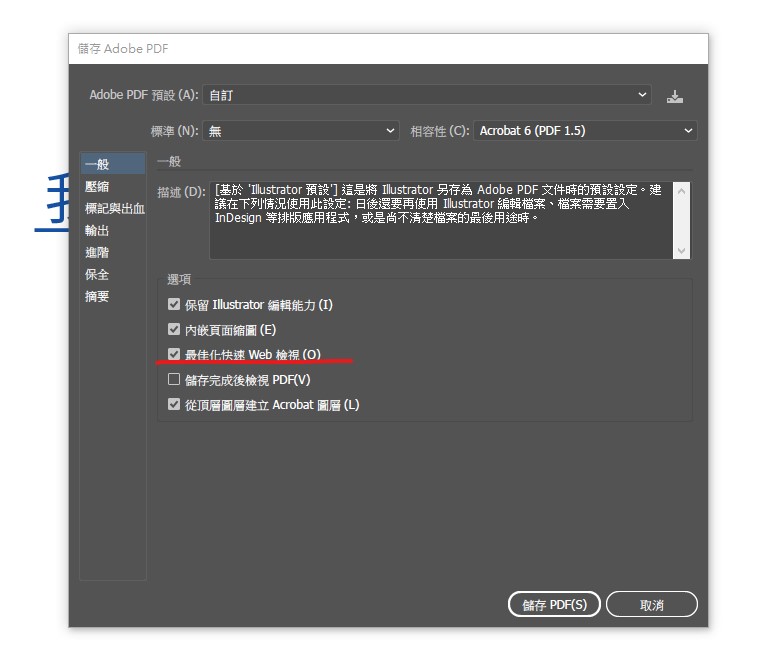 儲存 Adobe PDF
Adobe PDF 預設 (A): 自訂
標準 (N): 無 相容性 (C): Acrobat 6 (PDF 1.5)
一般
壓縮
標記與出血
輸出
進階
保全
摘要
一般
描述 (D): [基於 'Illustrator 預設'] 這是將 Illustrator 另存為 Adobe PDF 文件時的預設設定。建
議在下列情況使用此設定: 日後還要再使用 Illustrator 編輯檔案、檔案需要置入
InDesign 等排版應用程式，或是尚不清楚檔案的最後用途時。
選項
保留 Illustrator 編輯能力 (I)
內嵌頁面縮圖 (E)
最佳化快速 Web 檢視 (O)
儲存完成後檢視 PDF(V)
從頂層圖層建立 Acrobat 圖層 (L)
儲存 PDF(S) 取消